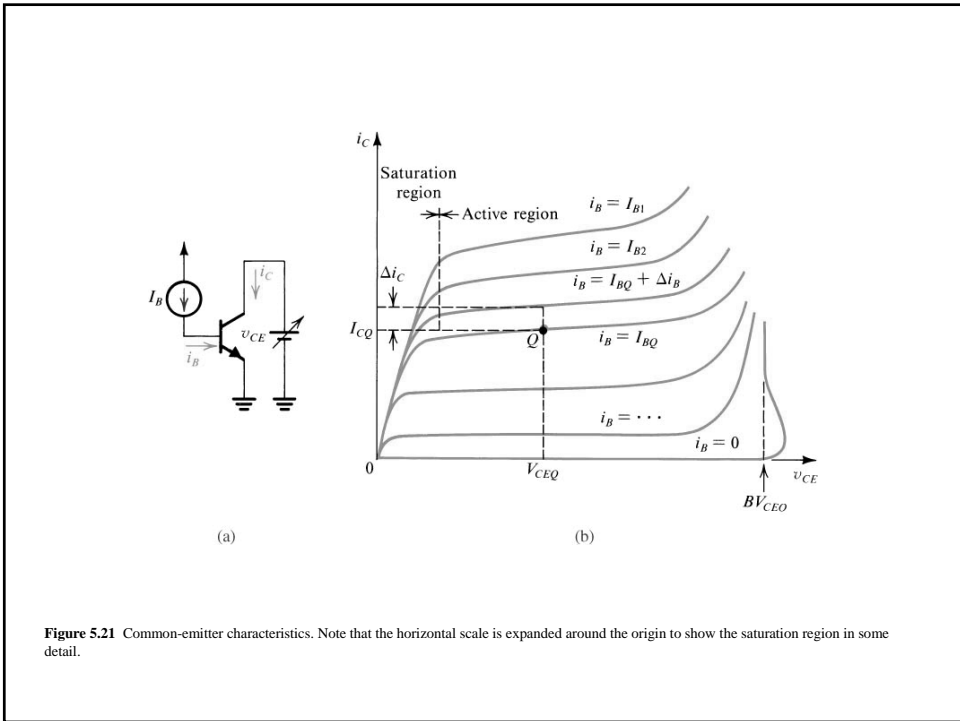 i_C
Saturation
region
Active region
i_B = I_B1
i_B = I_B2
i_B = I_BQ + Δi_B
Δi_C
I_CQ
Q
i_B = I_BQ
i_B = · · ·
i_B = 0
0
V_CEQ
v_CE
BV_CEO
I_B
i_C
v_CE
i_B
(a)
(b)
Figure 5.21 Common-emitter characteristics. Note that the horizontal scale is expanded around the origin to show the saturation region in some
detail.